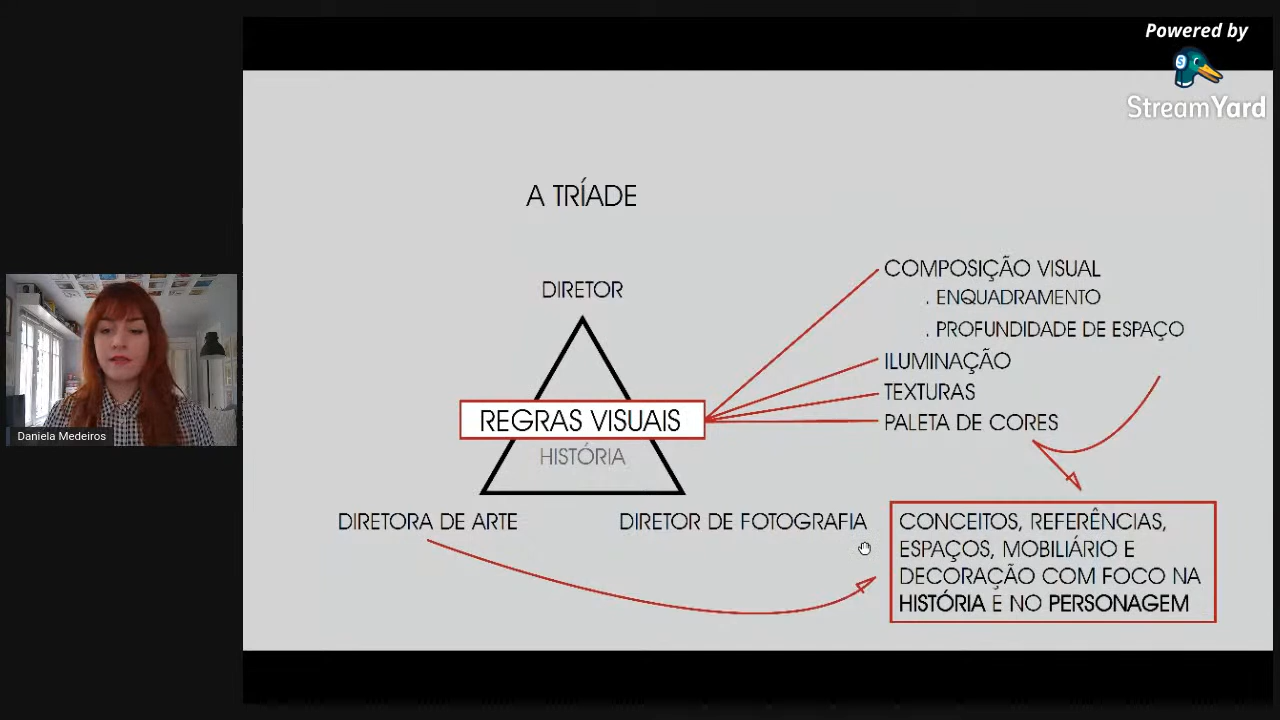 Powered by
StreamYard
A TRÍADE
DIRETOR
REGRAS VISUAIS
HISTÓRIA
DIRETORA DE ARTE
DIRETOR DE FOTOGRAFIA
COMPOSIÇÃO VISUAL
. ENQUADRAMENTO
. PROFUNDIDADE DE ESPAÇO
ILUMINAÇÃO
TEXTURAS
PALETA DE CORES
CONCEITOS, REFERÊNCIAS,
ESPAÇOS, MOBILIÁRIO E
DECORAÇÃO COM FOCO NA
HISTÓRIA E NO PERSONAGEM
Daniela Medeiros